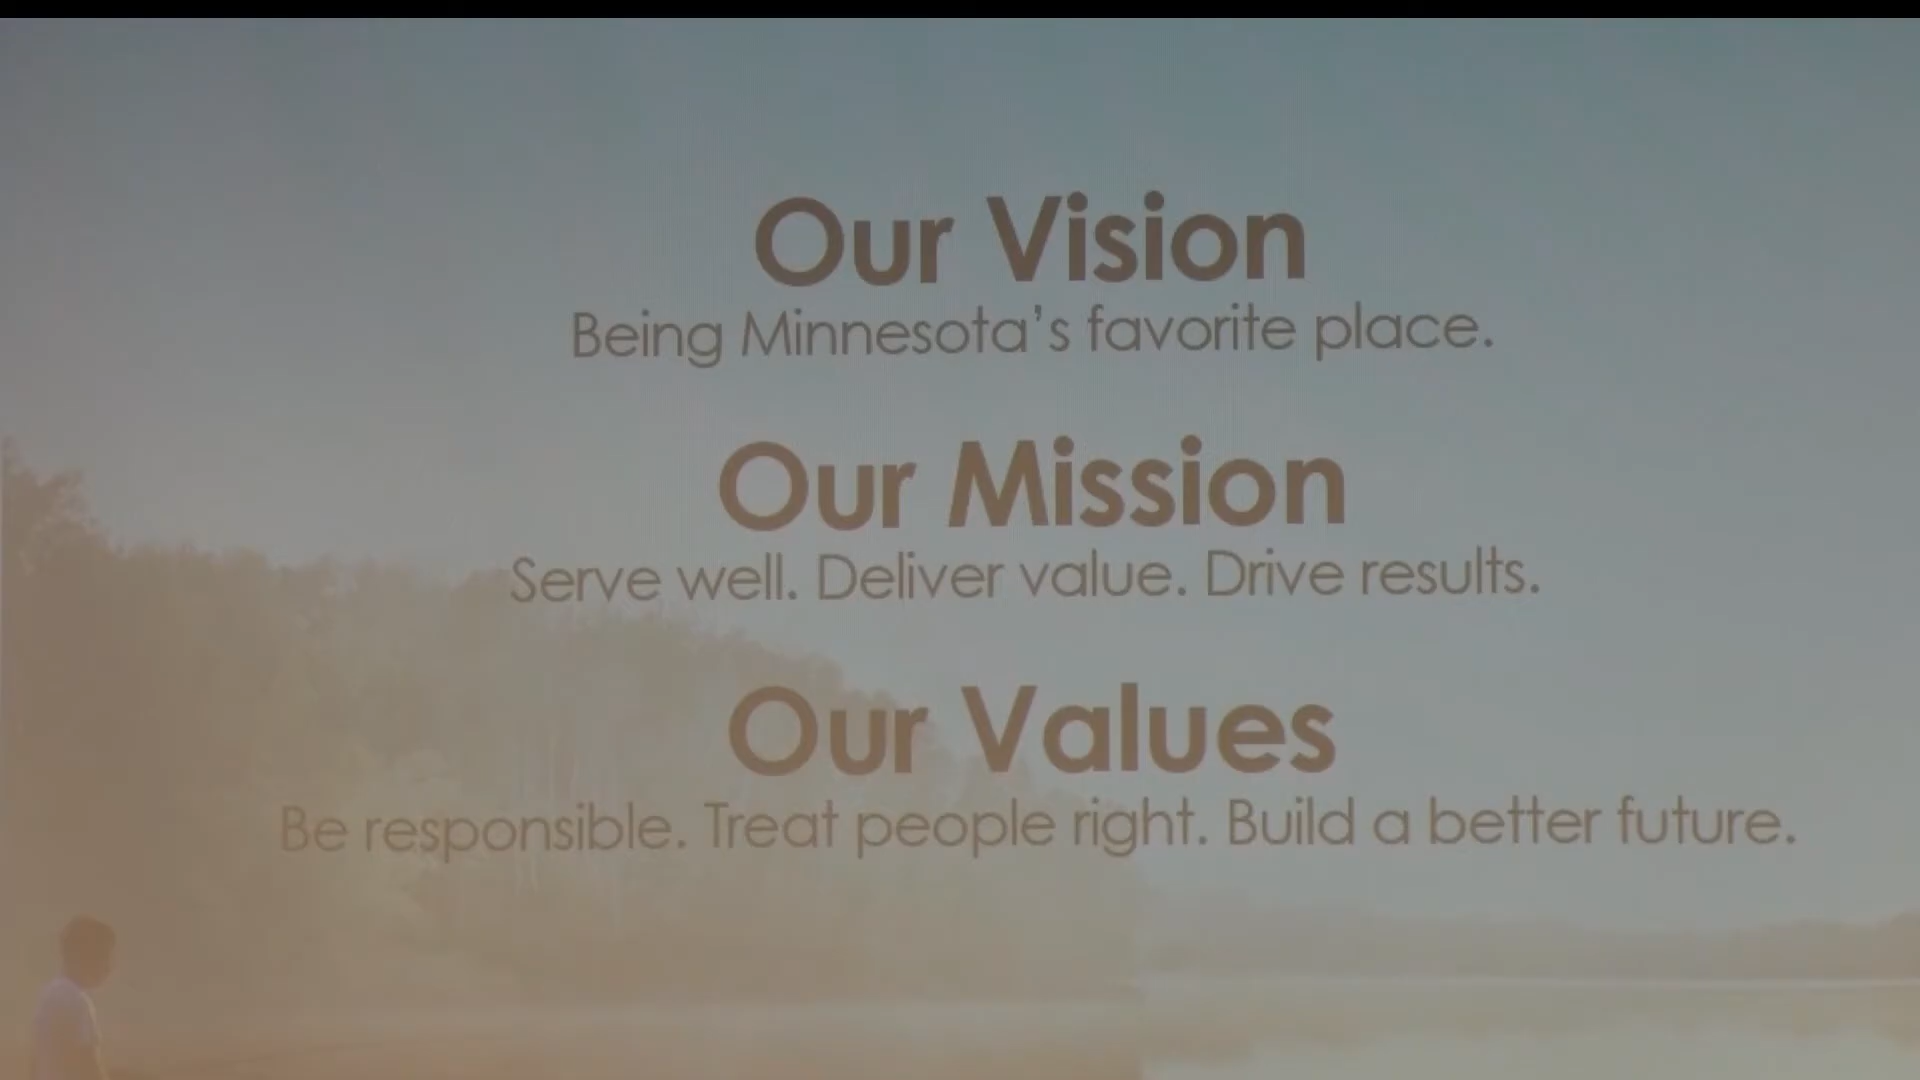 Our Vision
Being Minnesota's favorite place.
Our Mission
Serve well. Deliver value. Drive results.
Our Values
Be responsible. Treat people right. Build a better future.